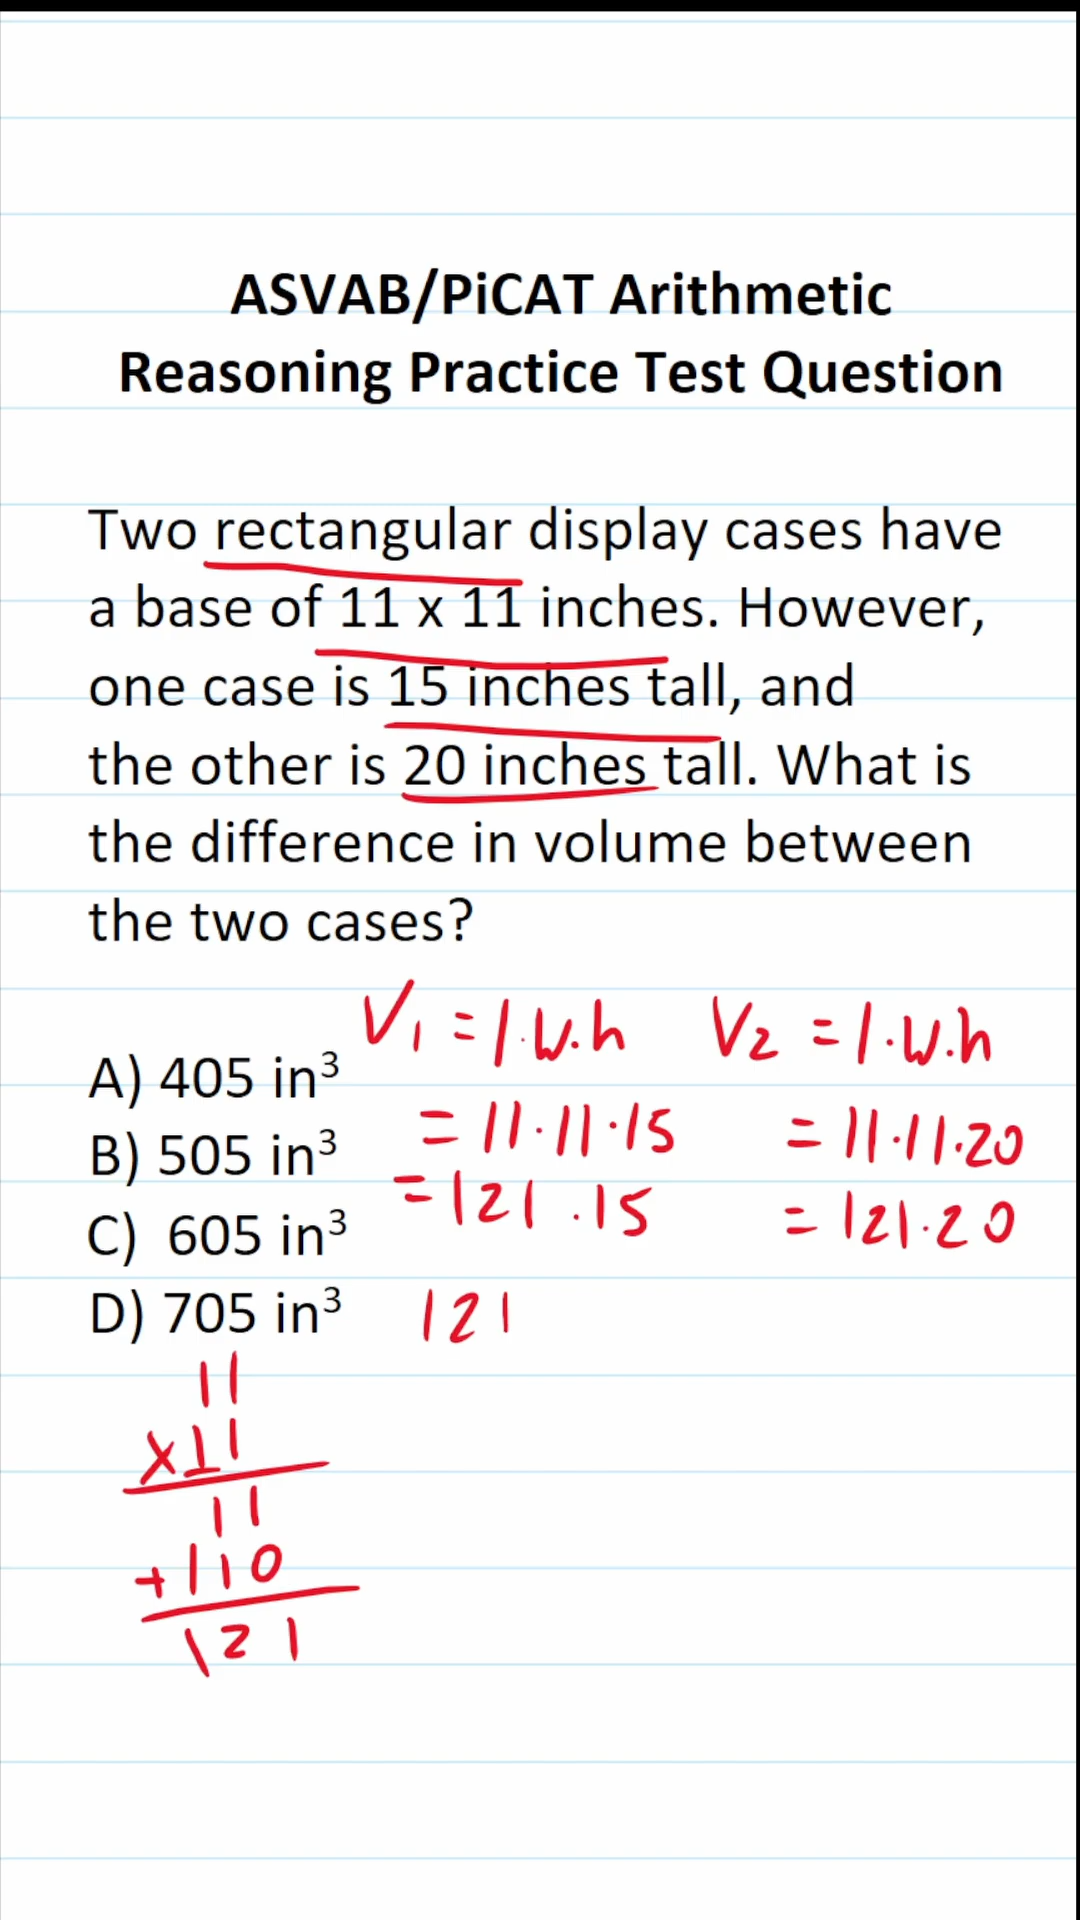 ASVAB/PiCAT Arithmetic
Reasoning Practice Test Question
Two rectangular display cases have
a base of 11 x 11 inches. However,
one case is 15 inches tall, and
the other is 20 inches tall. What is
the difference in volume between
the two cases?
A) 405 in³
B) 505 in³
C) 605 in³
D) 705 in³
V₁ = l·w·h
= 11·11·15
= 121·15
121
V₂ = l·w·h
= 11·11·20
= 121·20
11
x11
11
+110
121